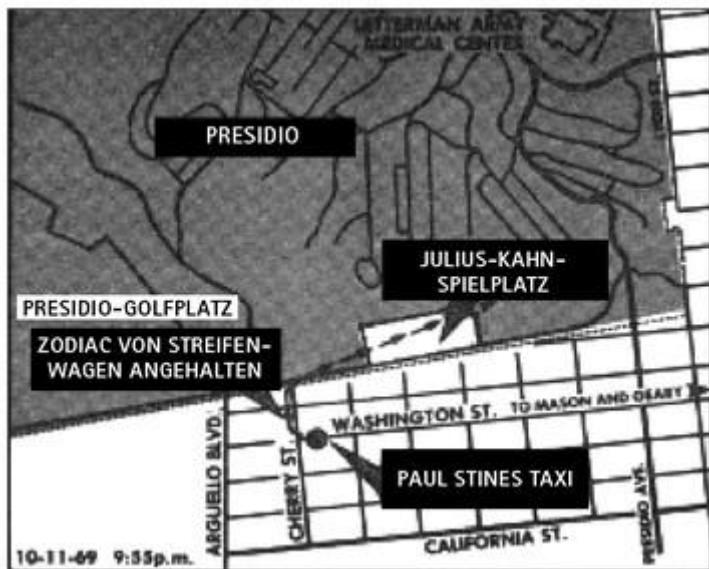 LETTERMAN ARMY
MEDICAL CENTER
PRESIDIO
JULIUS-KAHN-
SPIELPLATZ
PRESIDIO-GOLFPLATZ
ZODIAC VON STREIFEN-
WAGEN ANGEHALTEN
WASHINGTON ST. TO MASON AND GEARY
ARGUELLO BLVD.
CHERRY ST.
PAUL STINES TAXI
PRESIDIO AVE.
CALIFORNIA ST.
10-11-69 9:55p.m.